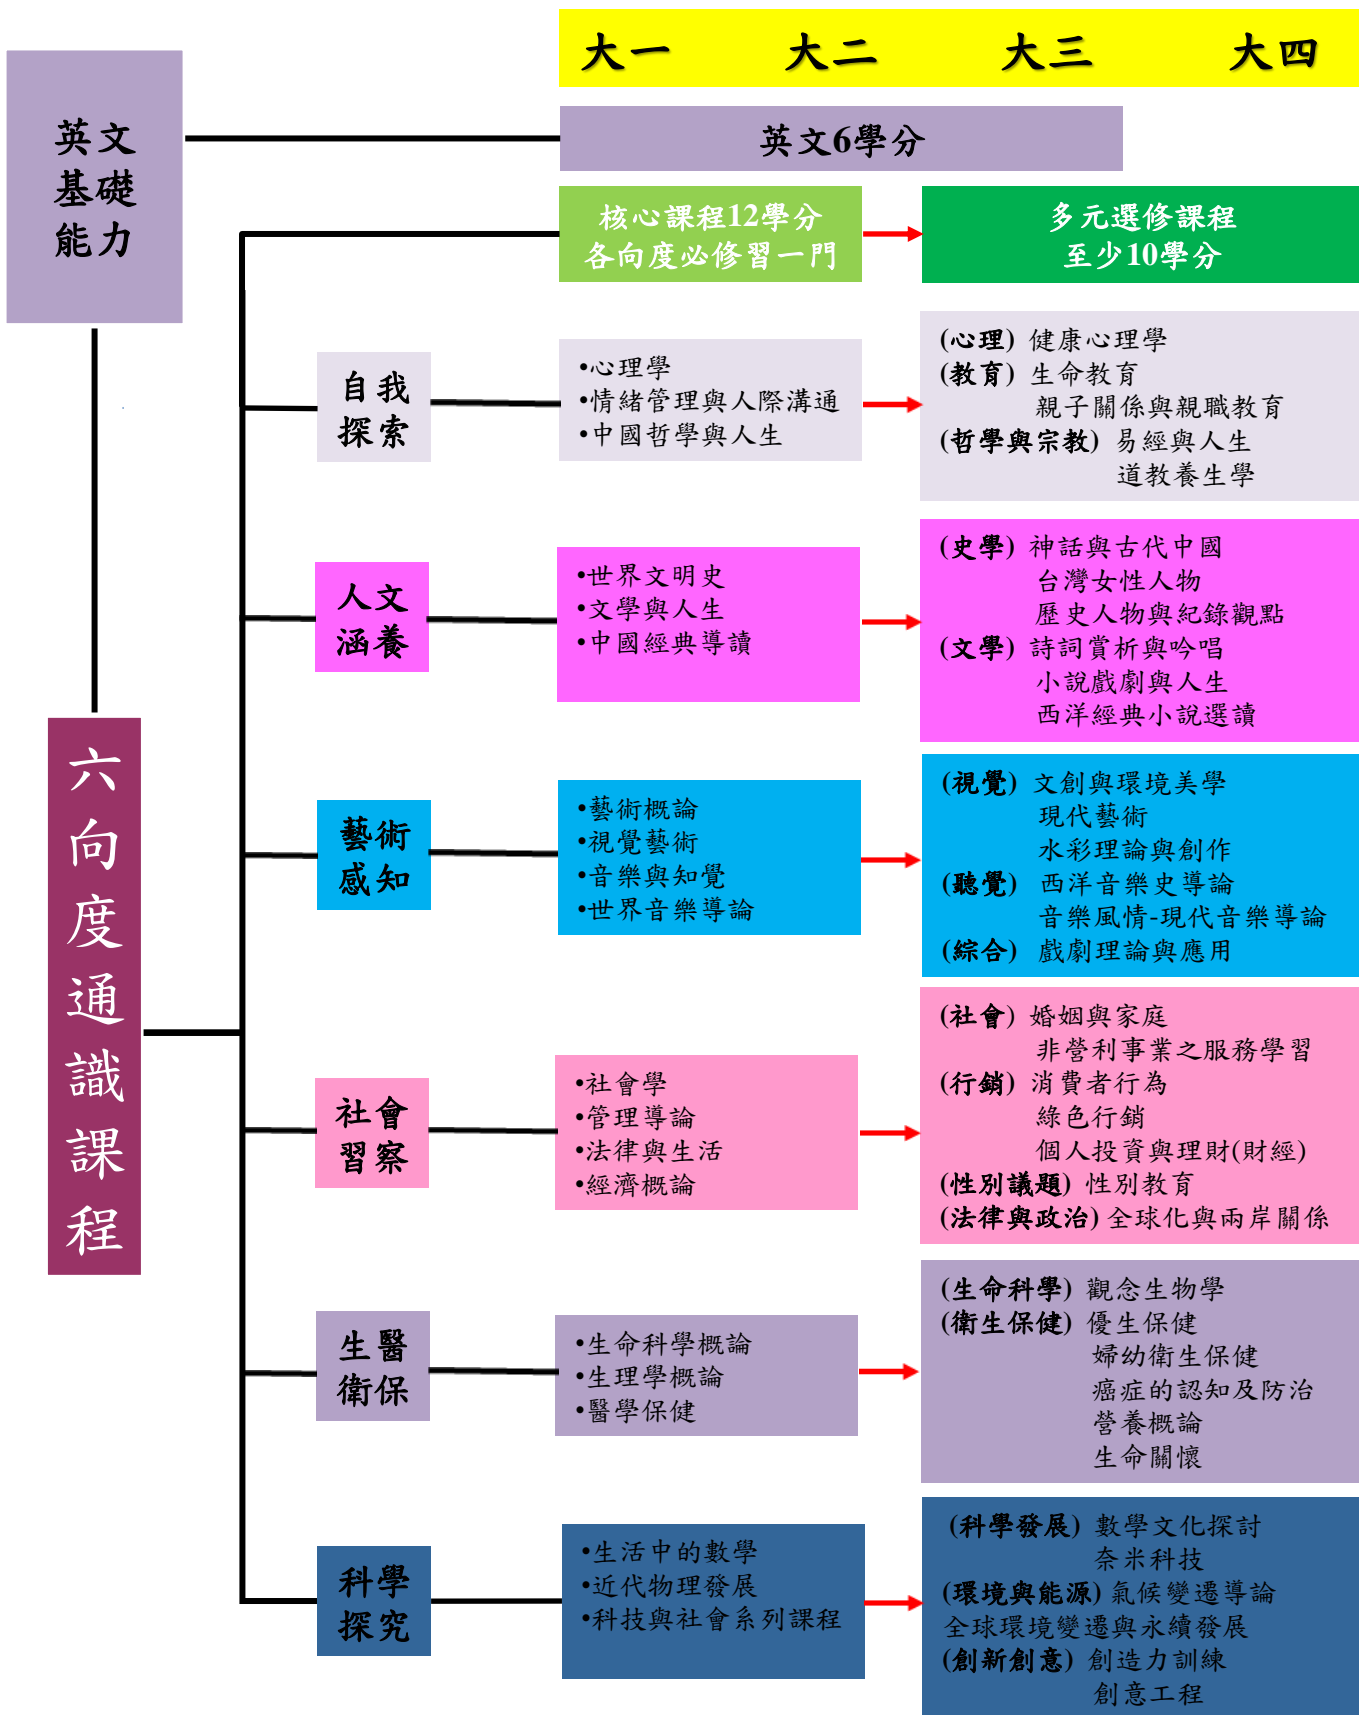 大一 大二 大三 大四
英文
基礎
能力
英文6學分
核心課程12學分
各向度必修習一門
多元選修課程
至少10學分
六向度通識課程
自我
探索
•心理學
•情緒管理與人際溝通
•中國哲學與人生
(心理) 健康心理學
(教育) 生命教育
親子關係與親職教育
(哲學與宗教) 易經與人生
道教養生學
人文
涵養
•世界文明史
•文學與人生
•中國經典導讀
(史學) 神話與古代中國
台灣女性人物
歷史人物與紀錄觀點
(文學) 詩詞賞析與吟唱
小說戲劇與人生
西洋經典小說選讀
藝術
感知
•藝術概論
•視覺藝術
•音樂與知覺
•世界音樂導論
(視覺) 文創與環境美學
現代藝術
水彩理論與創作
(聽覺) 西洋音樂史導論
音樂風情-現代音樂導論
(綜合) 戲劇理論與應用
社會
習察
•社會學
•管理導論
•法律與生活
•經濟概論
(社會) 婚姻與家庭
非營利事業之服務學習
(行銷) 消費者行為
綠色行銷
個人投資與理財(財經)
(性別議題) 性別教育
(法律與政治) 全球化與兩岸關係
生醫
衛保
•生命科學概論
•生理學概論
•醫學保健
(生命科學) 觀念生物學
(衛生保健) 優生保健
婦幼衛生保健
癌症的認知及防治
營養概論
生命關懷
科學
探究
•生活中的數學
•近代物理發展
•科技與社會系列課程
(科學發展) 數學文化探討
奈米科技
(環境與能源) 氣候變遷導論
全球環境變遷與永續發展
(創新創意) 創造力訓練
創意工程